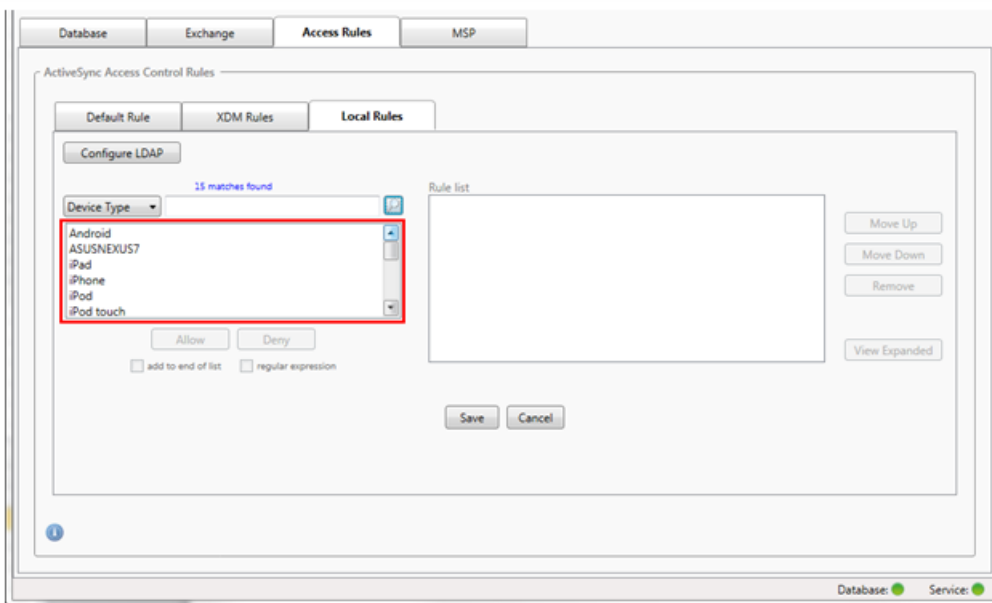 Database Exchange Access Rules MSP
ActiveSync Access Control Rules
Default Rule XDM Rules Local Rules
Configure LDAP
15 matches found
Rule list
Device Type
Android
ASUSNEXUS7
iPad
iPhone
iPod
iPod touch
Move Up
Move Down
Remove
View Expanded
Allow Deny
add to end of list regular expression
Save Cancel
Database: Service: